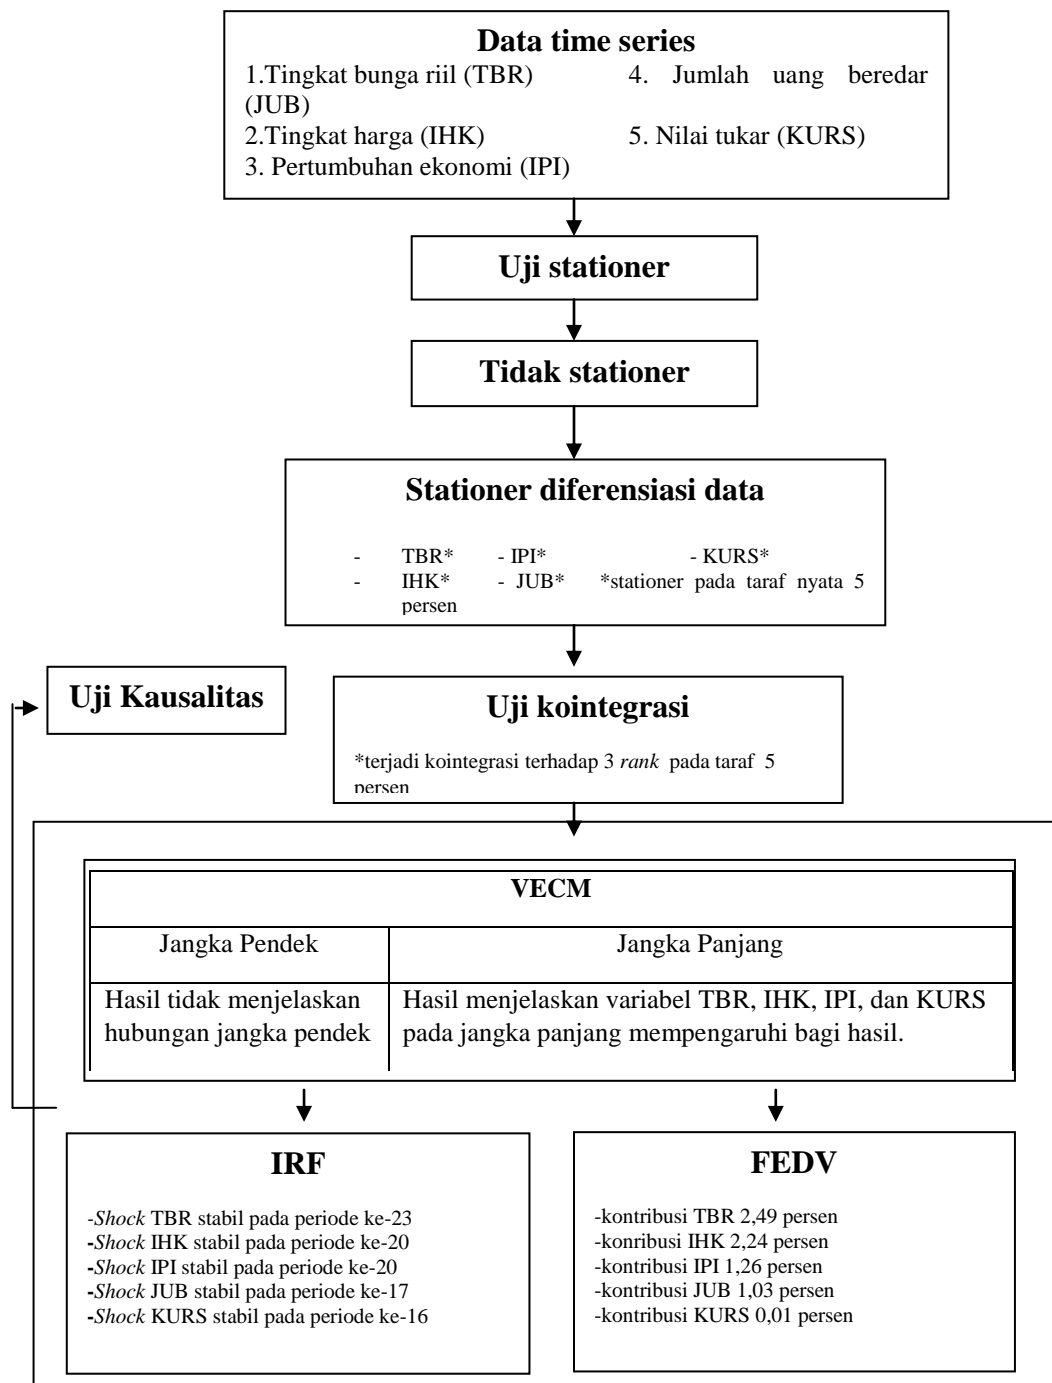 Data time series
1.Tingkat bunga riil (TBR) 4. Jumlah uang beredar
(JUB)
2.Tingkat harga (IHK) 5. Nilai tukar (KURS)
3. Pertumbuhan ekonomi (IPI)
Uji stationer
Tidak stationer
Stationer diferensiasi data
- TBR* - IPI* - KURS*
- IHK* - JUB* *stationer pada taraf nyata 5
persen
Uji Kausalitas
Uji kointegrasi
*terjadi kointegrasi terhadap 3 rank pada taraf 5
persen
VECM
Jangka Pendek
Jangka Panjang
Hasil tidak menjelaskan
hubungan jangka pendek
Hasil menjelaskan variabel TBR, IHK, IPI, dan KURS
pada jangka panjang mempengaruhi bagi hasil.
IRF
-Shock TBR stabil pada periode ke-23
-Shock IHK stabil pada periode ke-20
-Shock IPI stabil pada periode ke-20
-Shock JUB stabil pada periode ke-17
-Shock KURS stabil pada periode ke-16
FEDV
-kontribusi TBR 2,49 persen
-konribusi IHK 2,24 persen
-kontribusi IPI 1,26 persen
-kontribusi JUB 1,03 persen
-kontribusi KURS 0,01 persen